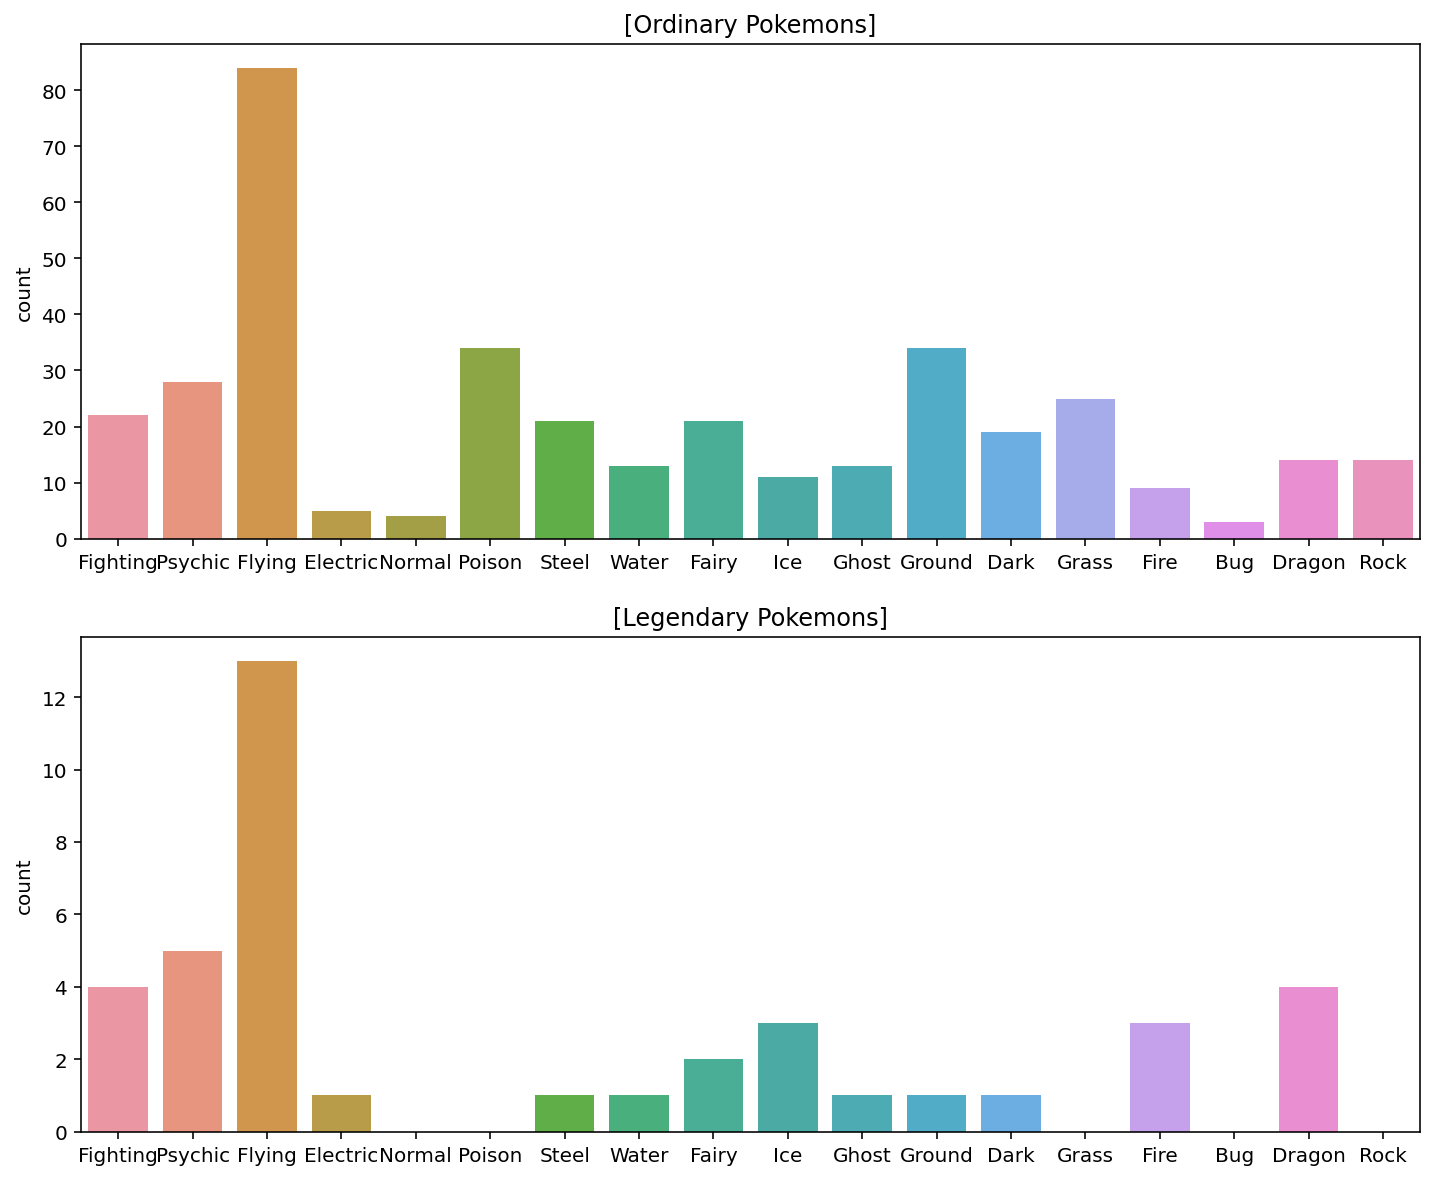 [Ordinary Pokemons]
80
70
60
50
40
30
20
10
0
count
Fighting Psychic Flying Electric Normal Poison Steel Water Fairy Ice Ghost Ground Dark Grass Fire Bug Dragon Rock
[Legendary Pokemons]
12
10
8
6
4
2
0
count
Fighting Psychic Flying Electric Normal Poison Steel Water Fairy Ice Ghost Ground Dark Grass Fire Bug Dragon Rock